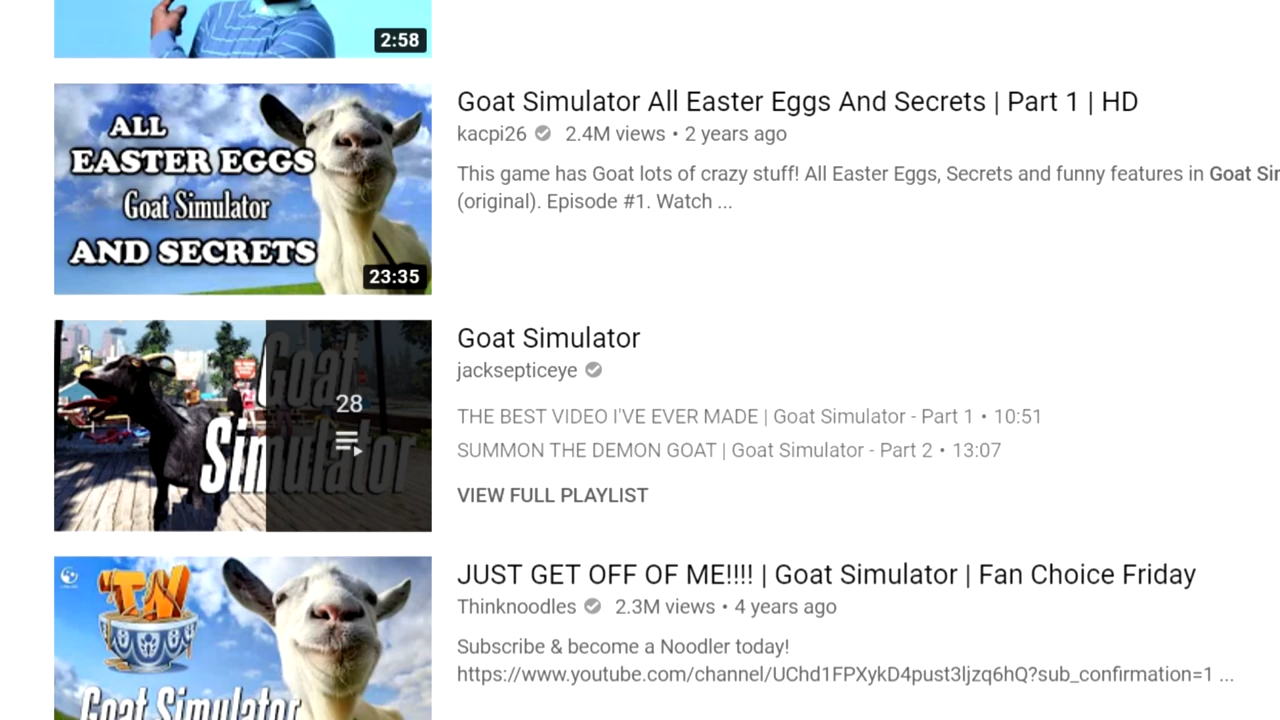 2:58
ALL
EASTER EGGS
Goat Simulator
AND SECRETS
23:35
Goat Simulator All Easter Eggs And Secrets | Part 1 | HD
kacpi26 2.4M views • 2 years ago
This game has Goat lots of crazy stuff! All Easter Eggs, Secrets and funny features in Goat Sir
(original). Episode #1. Watch ...
Goat
Simulator
28
Goat Simulator
jacksepticeye
THE BEST VIDEO I'VE EVER MADE | Goat Simulator - Part 1 • 10:51
SUMMON THE DEMON GOAT | Goat Simulator - Part 2 • 13:07
VIEW FULL PLAYLIST
TN
Goat Simulator
JUST GET OFF OF ME!!!! | Goat Simulator | Fan Choice Friday
Thinknoodles 2.3M views • 4 years ago
Subscribe & become a Noodler today!
https://www.youtube.com/channel/UChd1FPXykD4pust3ljzq6hQ?sub_confirmation=1 ...